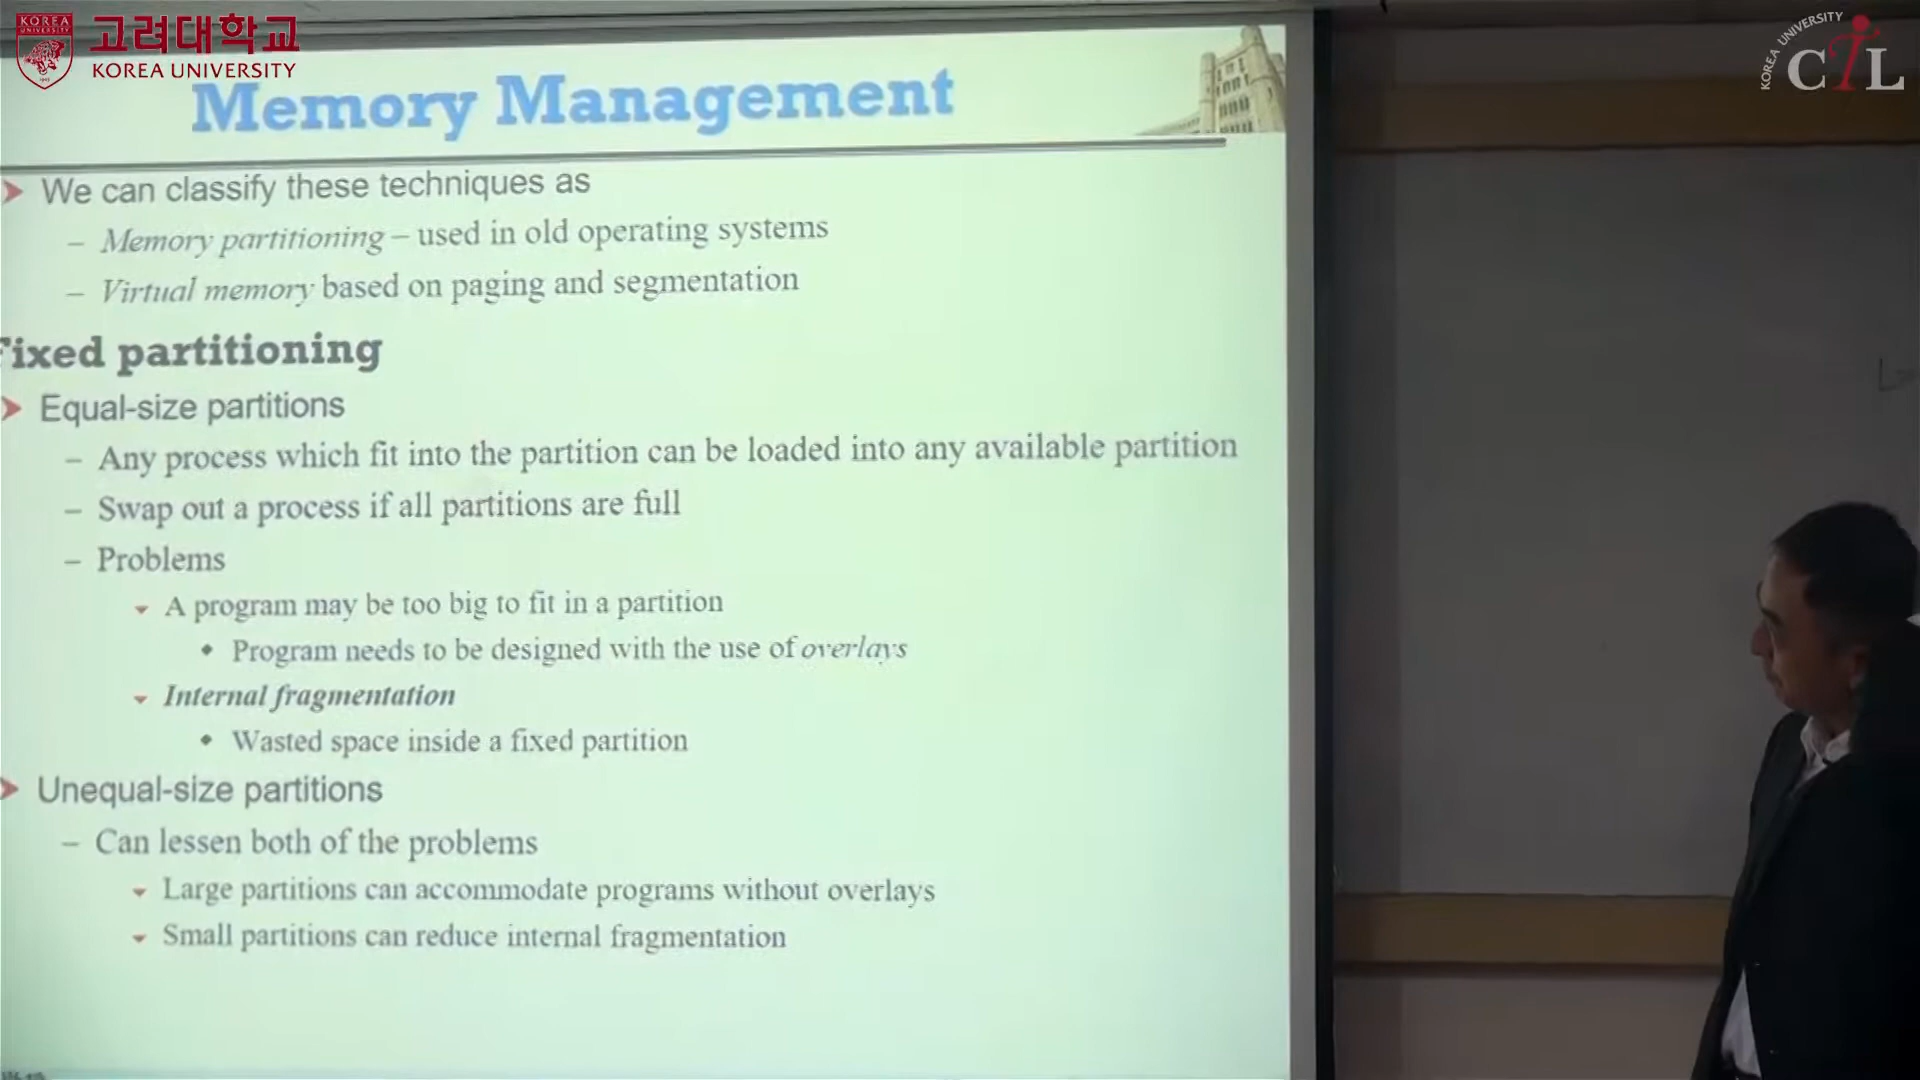 KOREA
UNIVERSITY
고려대학교
KOREA UNIVERSITY
KOREA UNIVERSITY
CTL
Memory Management
We can classify these techniques as
– Memory partitioning – used in old operating systems
– Virtual memory based on paging and segmentation
Fixed partitioning
Equal-size partitions
– Any process which fit into the partition can be loaded into any available partition
– Swap out a process if all partitions are full
– Problems
A program may be too big to fit in a partition
• Program needs to be designed with the use of overlays
Internal fragmentation
• Wasted space inside a fixed partition
Unequal-size partitions
– Can lessen both of the problems
Large partitions can accommodate programs without overlays
Small partitions can reduce internal fragmentation